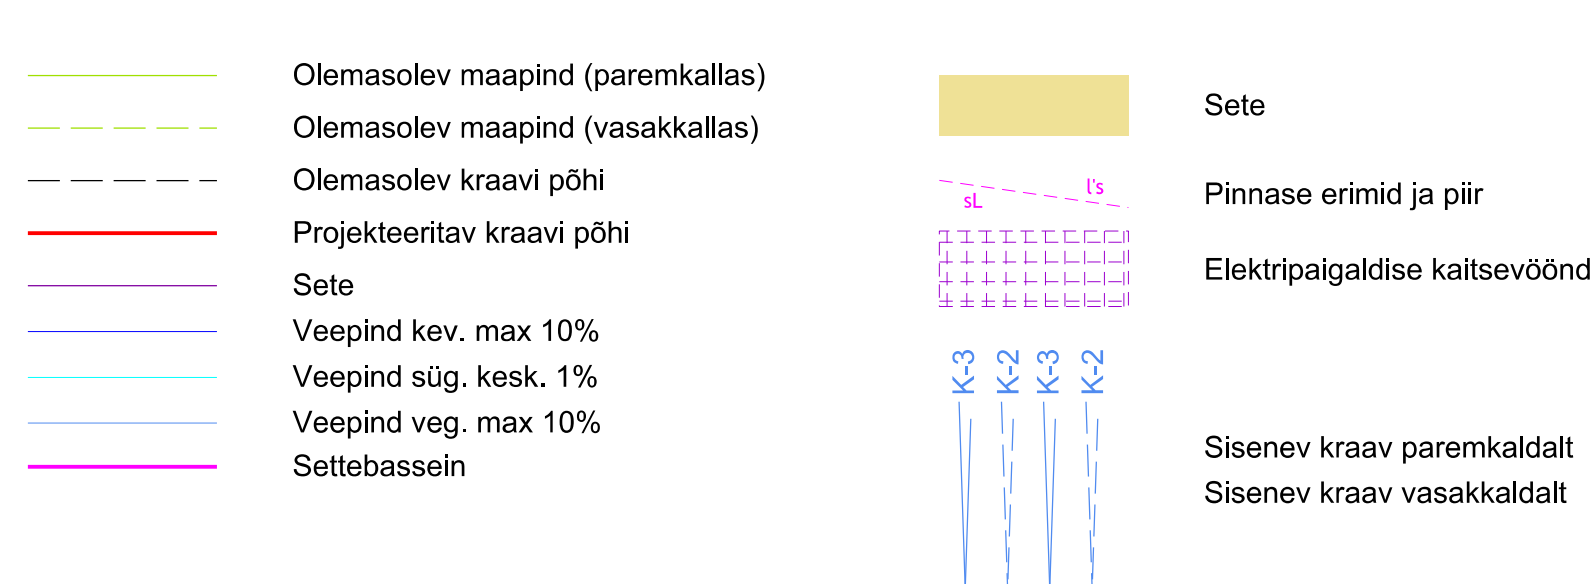 Olemasolev maapind (paremkallas)
Olemasolev maapind (vasakkallas)
Olemasolev kraavi põhi
Projekteeritav kraavi põhi
Sete
Veepind kev. max 10%
Veepind süg. kesk. 1%
Veepind veg. max 10%
Settebassein
Sete
sL
l's
Pinnase erimid ja piir
Elektripaigaldise kaitsevöönd
K-3
K-2
K-3
K-2
Sisenev kraav paremkaldalt
Sisenev kraav vasakkaldalt